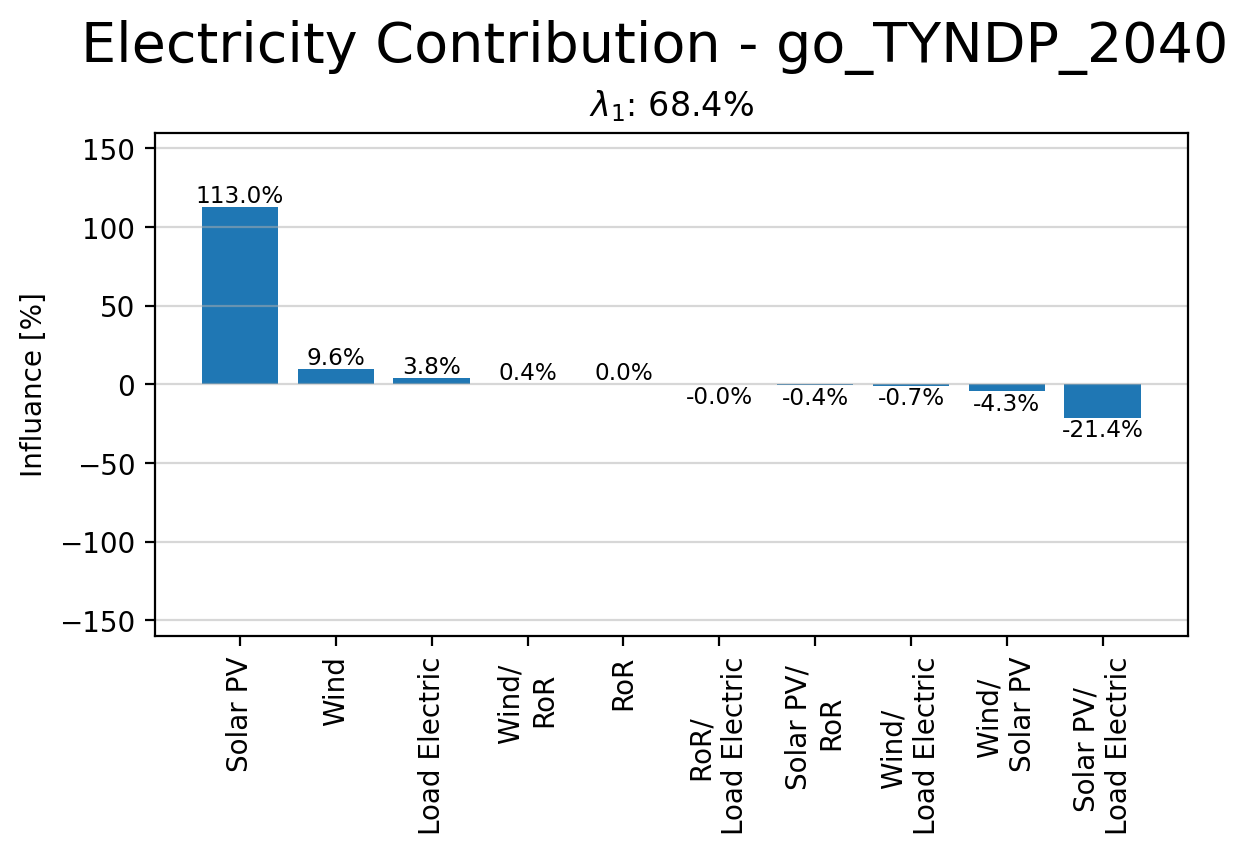 Electricity Contribution - go_TYNDP_2040
λ₁: 68.4%
Influance [%]
150
100
50
0
−50
−100
−150
113.0%
9.6%
3.8%
0.4%
0.0%
-0.0%
-0.4%
-0.7%
-4.3%
-21.4%
Solar PV
Wind
Load Electric
Wind/
RoR
RoR
RoR/
Load Electric
Solar PV/
RoR
Wind/
Load Electric
Wind/
Solar PV
Solar PV/
Load Electric